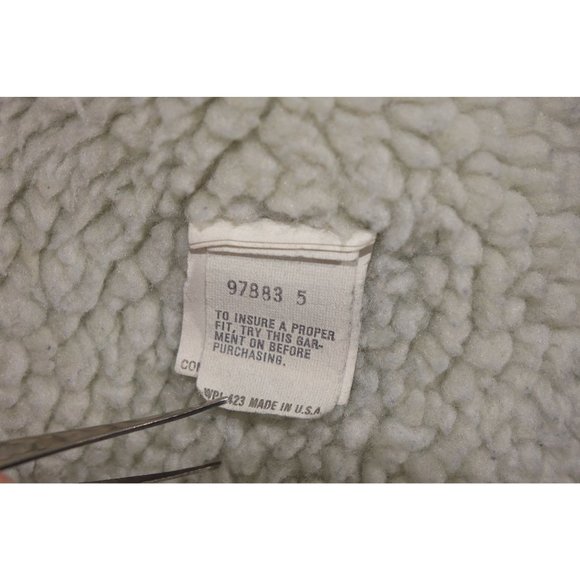 97883 5
TO INSURE A PROPER
FIT, TRY THIS GAR-
MENT ON BEFORE
PURCHASING.
423 MADE IN U.S.A.